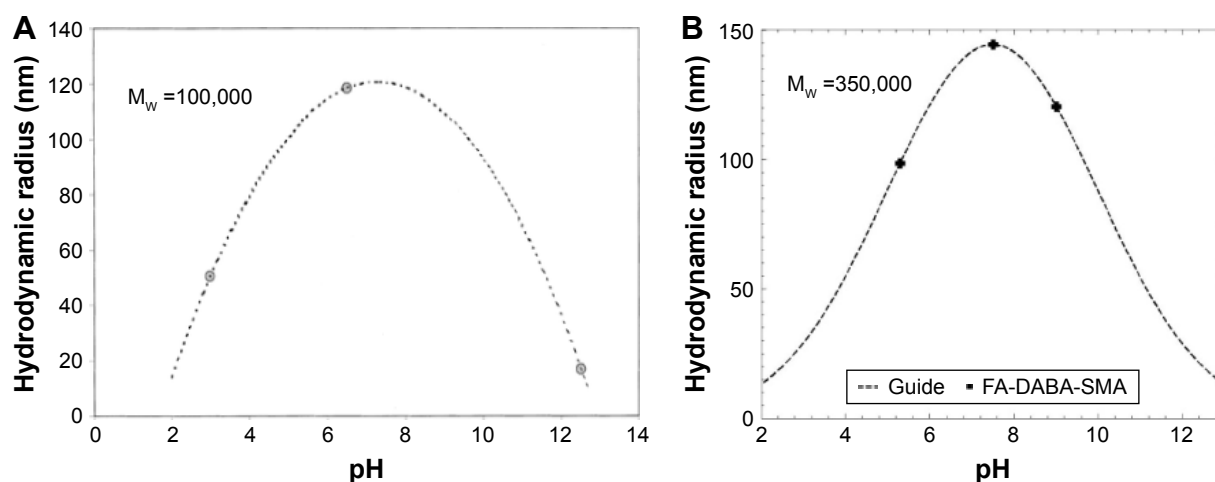 A
Hydrodynamic radius (nm)
140
120
100
80
60
40
20
0
M_W =100,000
0 2 4 6 8 10 12 14
pH
B
Hydrodynamic radius (nm)
150
100
50
0
M_W =350,000
Guide FA-DABA-SMA
2 4 6 8 10 12
pH